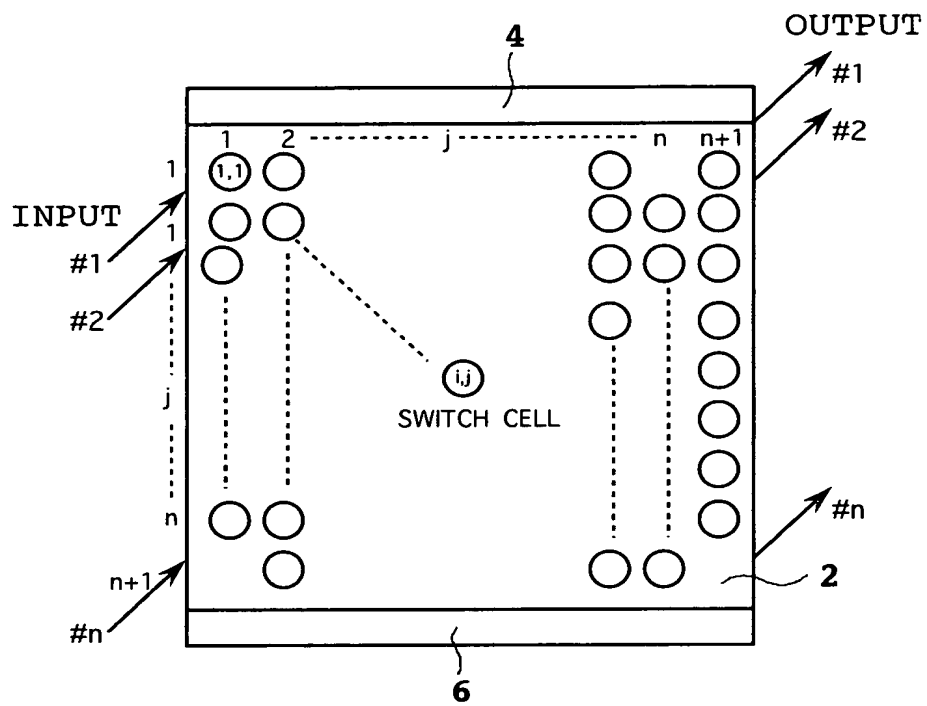 4
OUTPUT
#1
#2
1 2 j n n+1
1
1,1
INPUT
1
#1
#2
i,j
SWITCH CELL
j
n
#n
n+1
2
#n
6